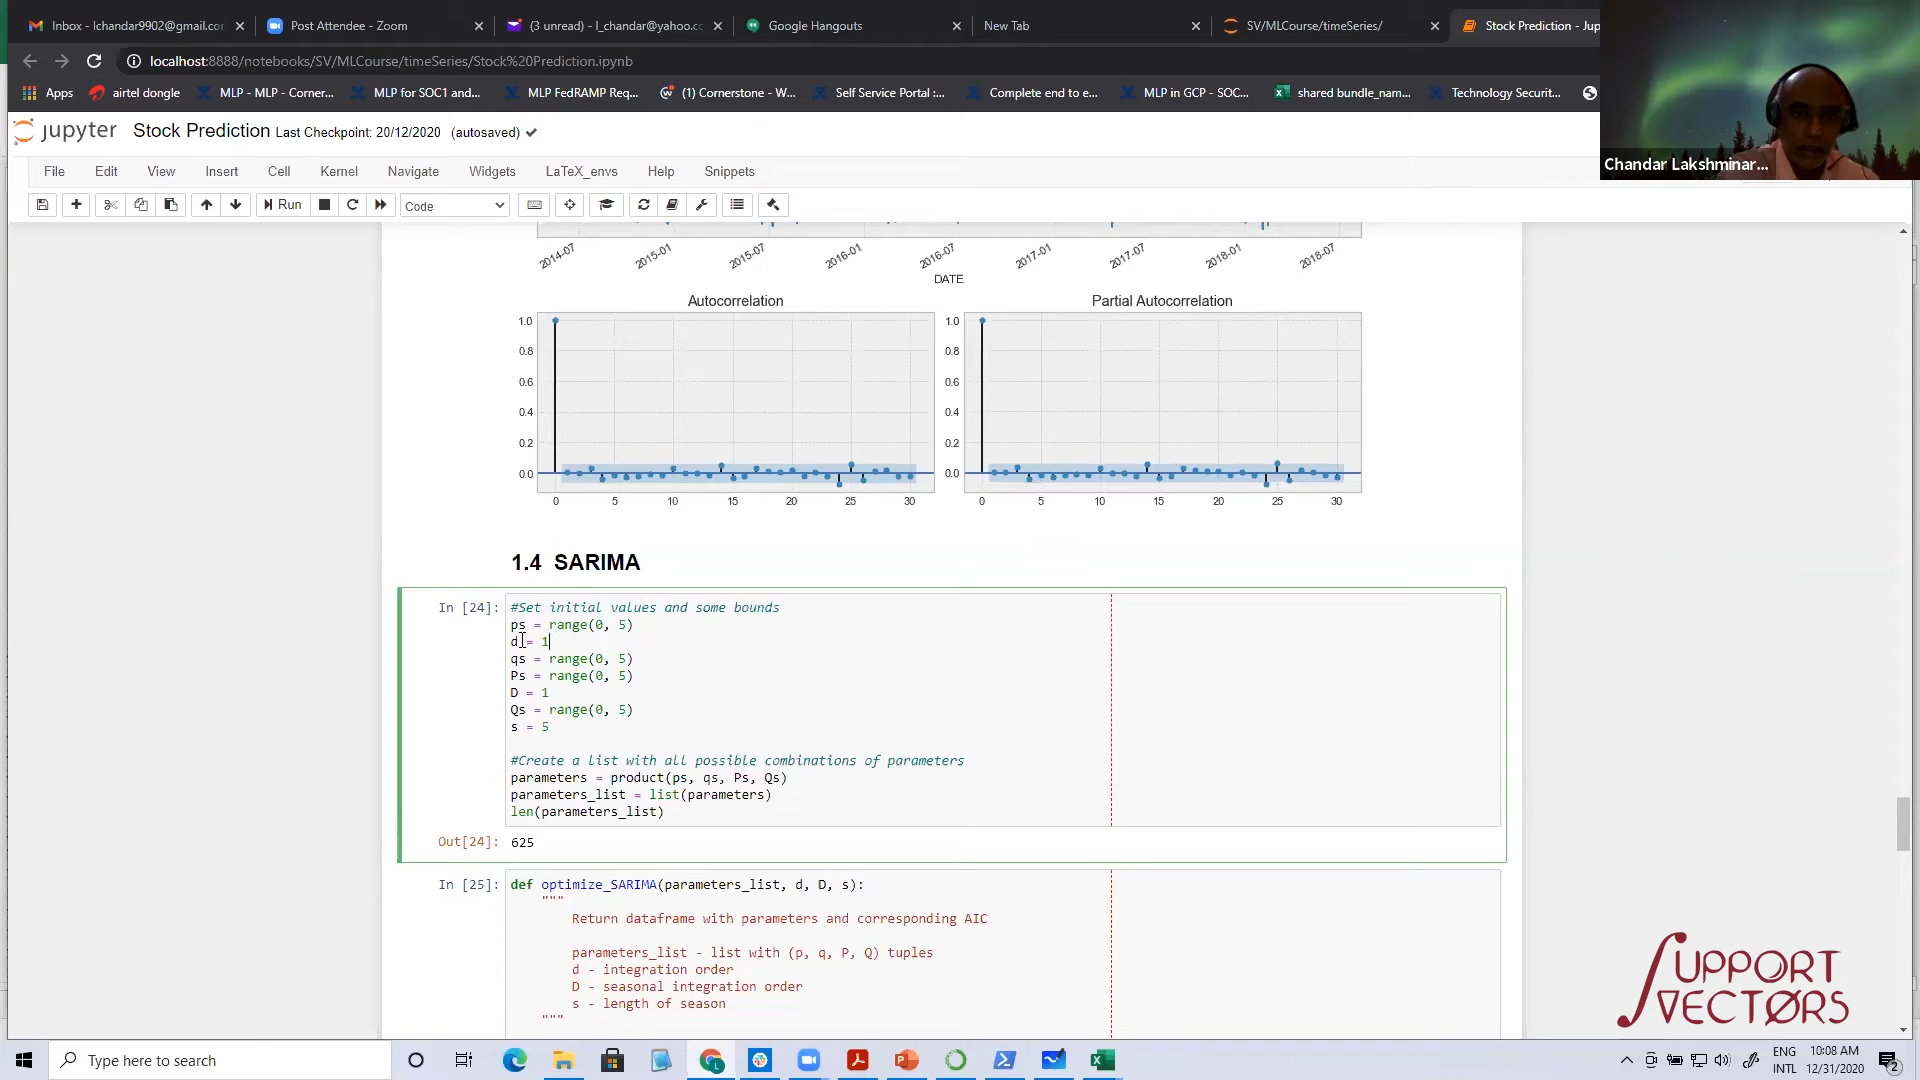 Inbox - lchandar9902@gmail.co
Post Attendee - Zoom
(3 unread) - l_chandar@yahoo.cc
Google Hangouts
New Tab
SV/MLCourse/timeSeries/
Stock Prediction - Jup
localhost:8888/notebooks/SV/MLCourse/timeSeries/Stock%20Prediction.ipynb
Apps
airtel dongle
MLP - MLP - Corner...
MLP for SOC1 and...
MLP FedRAMP Req...
(1) Cornerstone - W...
Self Service Portal :...
Complete end to e...
MLP in GCP - SOC...
shared bundle_nam...
Technology Securit...
Chandar Lakshminar...
jupyter Stock Prediction Last Checkpoint: 20/12/2020 (autosaved)
File Edit View Insert Cell Kernel Navigate Widgets LaTeX_envs Help Snippets
Run
Code
2014-07 2015-01 2015-07 2016-01 2016-07 2017-01 2017-07 2018-01 2018-07
DATE
Autocorrelation
1.0
0.8
0.6
0.4
0.2
0.0
0 5 10 15 20 25 30
Partial Autocorrelation
1.0
0.8
0.6
0.4
0.2
0.0
0 5 10 15 20 25 30
1.4 SARIMA
In [24]:
#Set initial values and some bounds
ps = range(0, 5)
d = 1
qs = range(0, 5)
Ps = range(0, 5)
D = 1
Qs = range(0, 5)
s = 5
#Create a list with all possible combinations of parameters
parameters = product(ps, qs, Ps, Qs)
parameters_list = list(parameters)
len(parameters_list)
Out[24]: 625
In [25]:
def optimize_SARIMA(parameters_list, d, D, s):
"""
Return dataframe with parameters and corresponding AIC
parameters_list - list with (p, q, P, Q) tuples
d - integration order
D - seasonal integration order
s - length of season
"""
SUPPORT
VECTORS
Type here to search
ENG
INTL
10:08 AM
12/31/2020
2